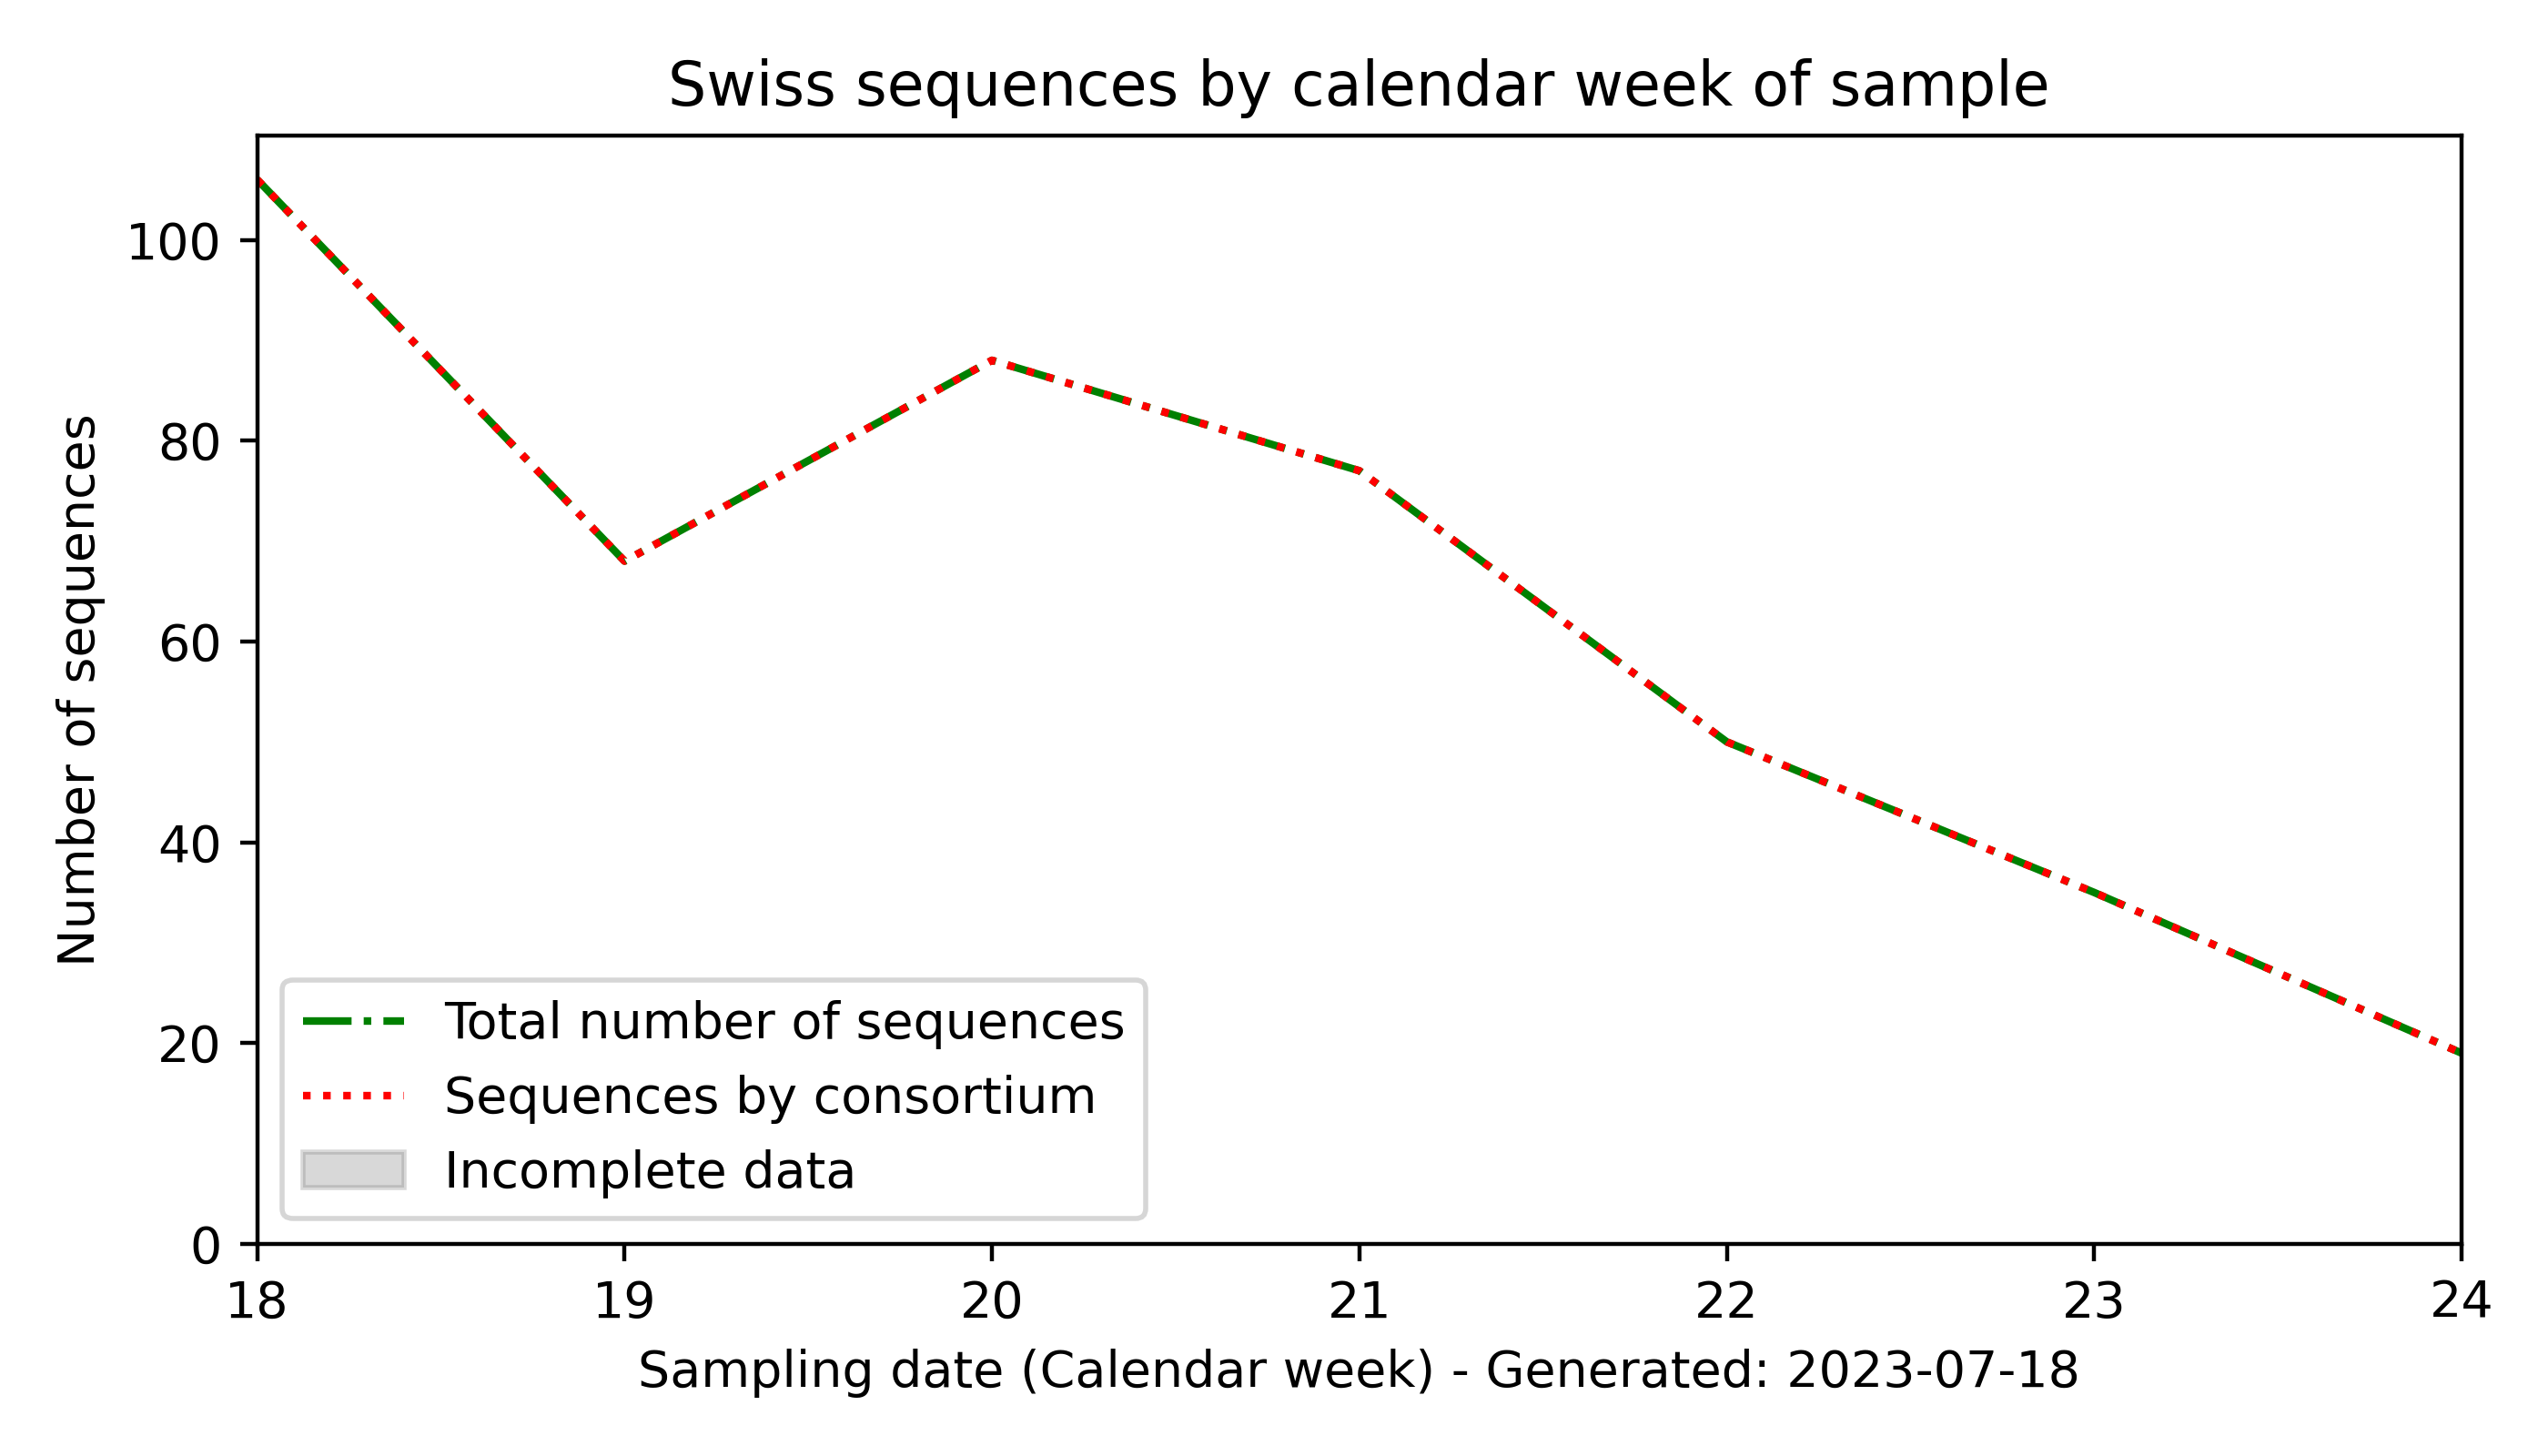 Swiss sequences by calendar week of sample
Number of sequences
100
80
60
40
20
0
Total number of sequences
Sequences by consortium
Incomplete data
18 19 20 21 22 23 24
Sampling date (Calendar week) - Generated: 2023-07-18